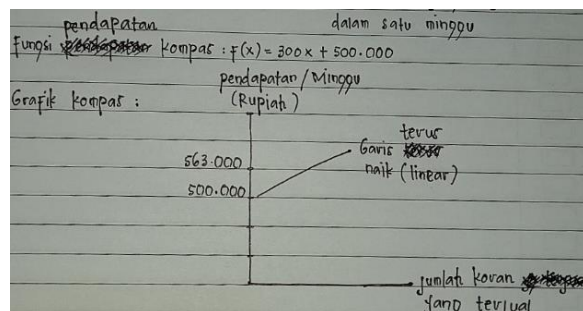 pendapatan
dalam satu minggu
Fungsi kompas : f(x) = 300x + 500.000
pendapatan / Minggu
(Rupiah)
Grafik kompas :
terus
Garis
naik (linear)
563.000
500.000
jumlah koran
yang terjual